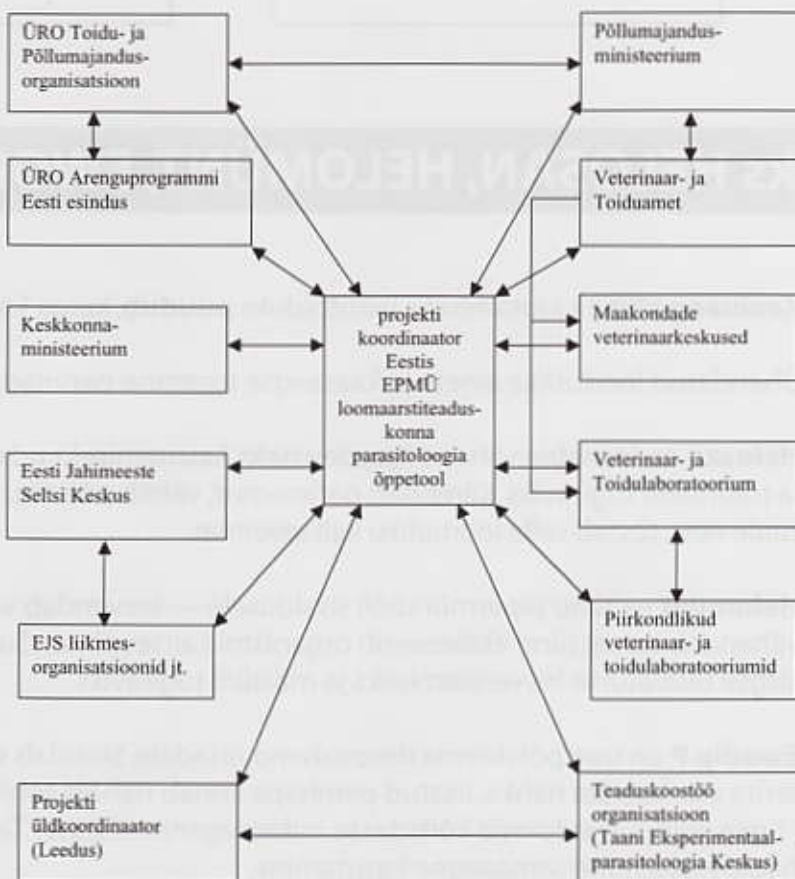 ÜRO Toidu- ja
Põllumajandus-
organisatsioon
Põllumajandus-
ministeerium
ÜRO Arenguprogrammi
Eesti esindus
Veterinaar- ja
Toiduamet
Keskkonna-
ministeerium
projekti
koordinaator
Eestis
EPMÜ
loomaarstiteadus-
konna
parasitoloogia
õppetool
Maakondade
veterinaarkeskused
Eesti Jahimeeste
Seltsi Keskus
Veterinaar- ja
Toidulaboratoorium
EJS liikmes-
organisatsioonid jt.
Piirkondlikud
veterinaar- ja
toidulaboratooriumid
Projekti
üldkoordinaator
(Leedus)
Teaduskoostöö
organisatsioon
(Taani Eksperimentaal-
parasitoloogia Keskus)